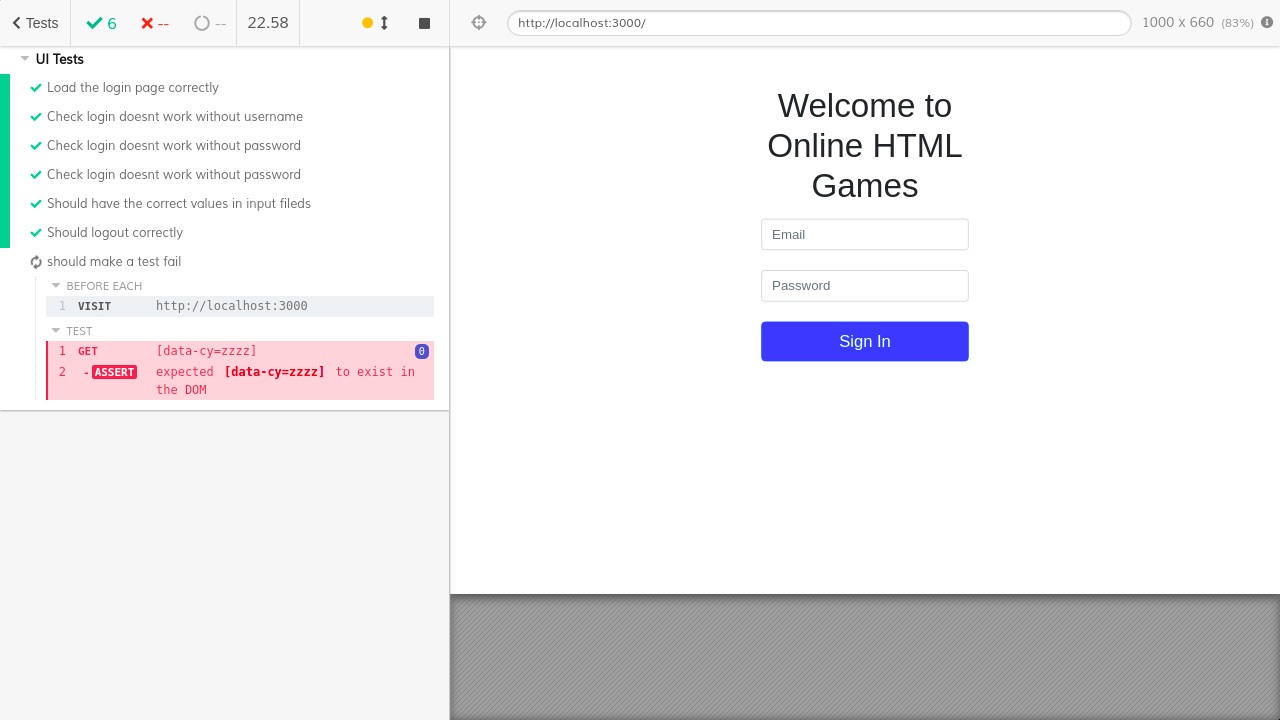 Tests 6 -- -- 22.58
http://localhost:3000/ 1000 x 660 (83%)
UI Tests
Load the login page correctly
Check login doesnt work without username
Check login doesnt work without password
Check login doesnt work without password
Should have the correct values in input fileds
Should logout correctly
should make a test fail
BEFORE EACH
1 VISIT http://localhost:3000
TEST
1 GET [data-cy=zzzz] 0
2 -ASSERT expected [data-cy=zzzz] to exist in
the DOM
Welcome to
Online HTML
Games
Email
Password
Sign In